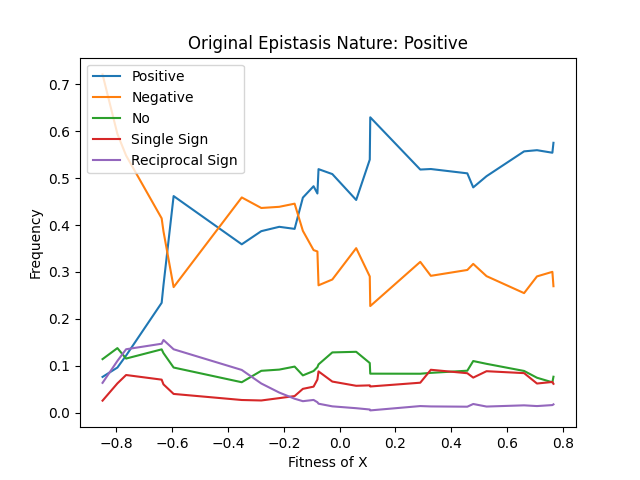 Original Epistasis Nature: Positive
Positive
Negative
No
Single Sign
Reciprocal Sign
Frequency
0.7
0.6
0.5
0.4
0.3
0.2
0.1
0.0
−0.8 −0.6 −0.4 −0.2 0.0 0.2 0.4 0.6 0.8
Fitness of X